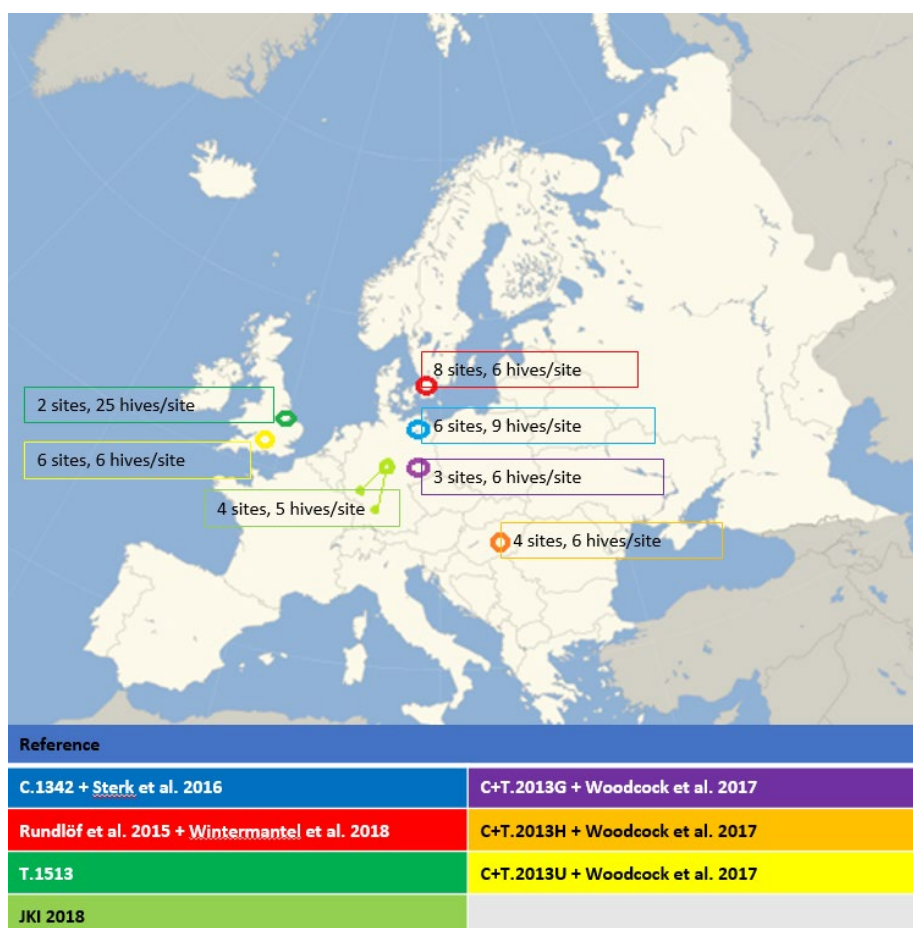 8 sites, 6 hives/site
2 sites, 25 hives/site
6 sites, 9 hives/site
6 sites, 6 hives/site
3 sites, 6 hives/site
4 sites, 5 hives/site
4 sites, 6 hives/site
Reference
C.1342 + Sterk et al. 2016
C+T.2013G + Woodcock et al. 2017
Rundlöf et al. 2015 + Wintermantel et al. 2018
C+T.2013H + Woodcock et al. 2017
T.1513
C+T.2013U + Woodcock et al. 2017
JKI 2018